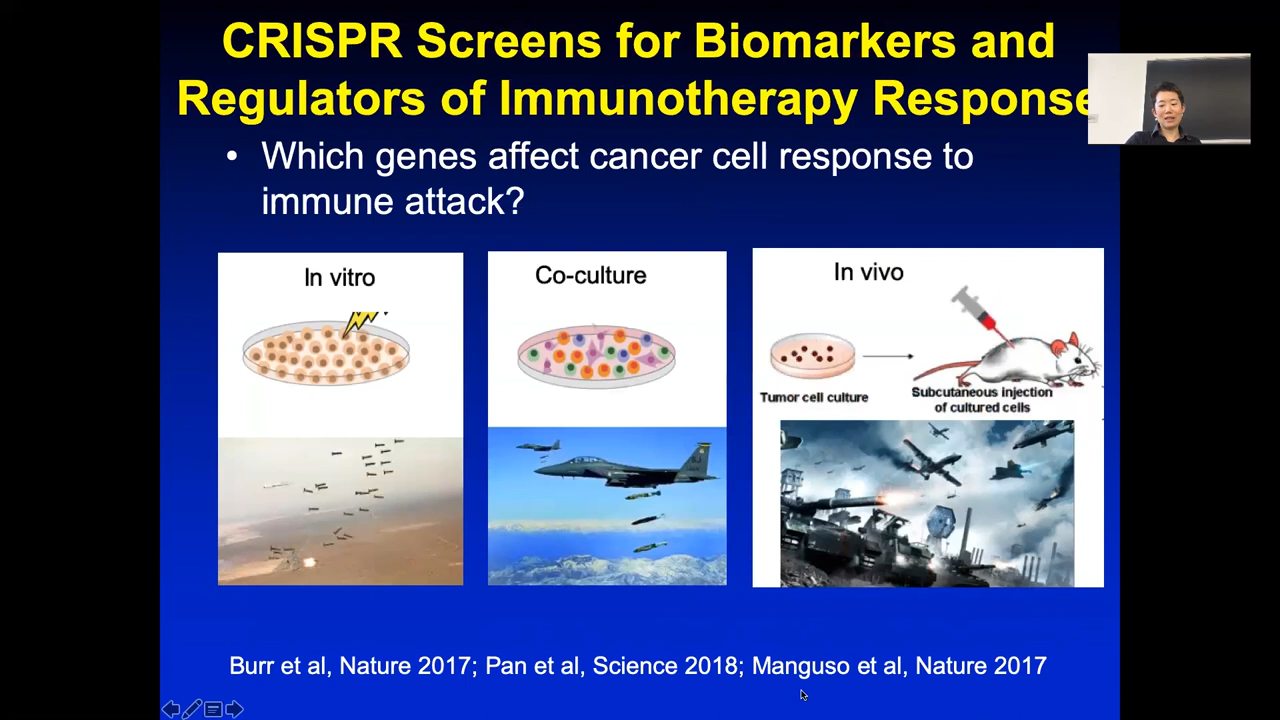 CRISPR Screens for Biomarkers and
Regulators of Immunotherapy Response
• Which genes affect cancer cell response to
immune attack?
In vitro
Co-culture
In vivo
Tumor cell culture
Subcutaneous injection
of cultured cells
Burr et al, Nature 2017; Pan et al, Science 2018; Manguso et al, Nature 2017